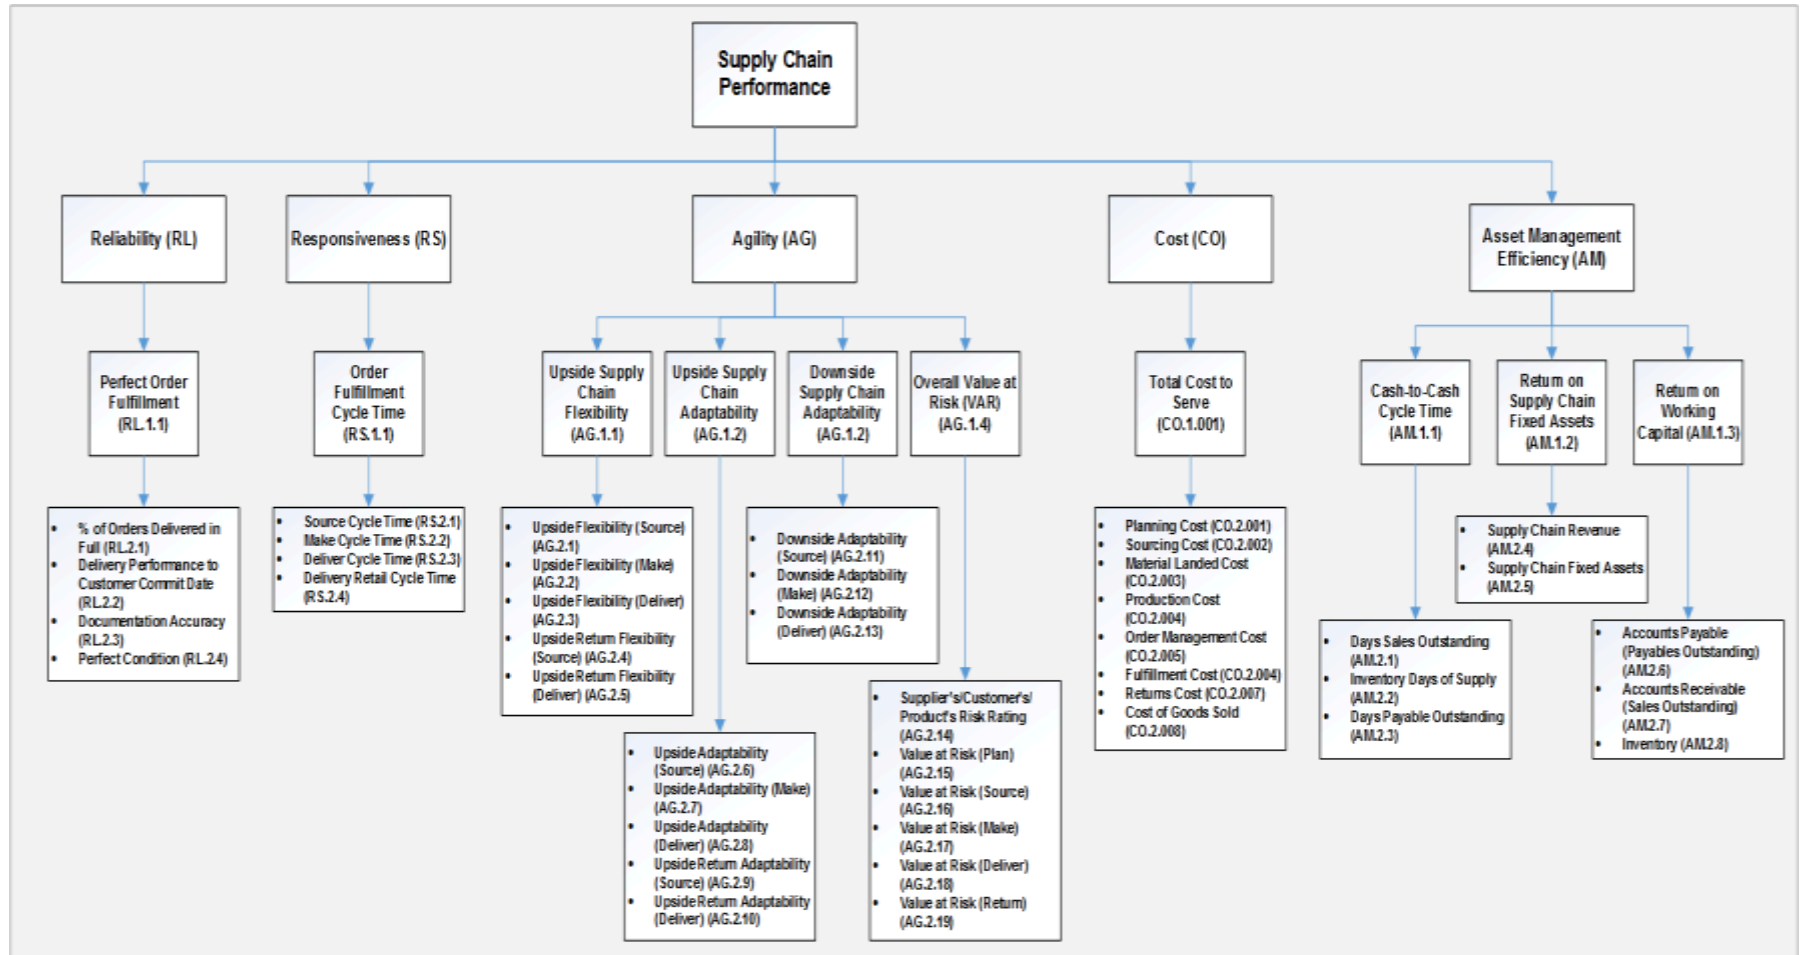 Supply Chain
Performance
Reliability (RL)
Responsiveness (RS)
Agility (AG)
Cost (CO)
Asset Management
Efficiency (AM)
Perfect Order
Fulfillment
(RL.1.1)
Order
Fulfillment
Cycle Time
(RS.1.1)
Upside Supply
Chain
Flexibility
(AG.1.1)
Upside Supply
Chain
Adaptability
(AG.1.2)
Downside
Supply Chain
Adaptability
(AG.1.2)
Overall Value at
Risk (VAR)
(AG.1.4)
Total Cost to
Serve
(CO.1.001)
Cash-to-Cash
Cycle Time
(AM.1.1)
Return on
Supply Chain
Fixed Assets
(AM.1.2)
Return on
Working
Capital (AM.1.3)
• % of Orders Delivered in
Full (RL.2.1)
• Delivery Performance to
Customer Commit Date
(RL.2.2)
• Documentation Accuracy
(RL.2.3)
• Perfect Condition (RL.2.4)
• Source Cycle Time (RS.2.1)
• Make Cycle Time (RS.2.2)
• Deliver Cycle Time (RS.2.3)
• Delivery Retail Cycle Time
(RS.2.4)
• Upside Flexibility (Source)
(AG.2.1)
• Upside Flexibility (Make)
(AG.2.2)
• Upside Flexibility (Deliver)
(AG.2.3)
• Upside Return Flexibility
(Source) (AG.2.4)
• Upside Return Flexibility
(Deliver) (AG.2.5)
• Upside Adaptability
(Source) (AG.2.6)
• Upside Adaptability (Make)
(AG.2.7)
• Upside Adaptability
(Deliver) (AG.2.8)
• Upside Return Adaptability
(Source) (AG.2.9)
• Upside Return Adaptability
(Deliver) (AG.2.10)
• Downside Adaptability
(Source) (AG.2.11)
• Downside Adaptability
(Make) (AG.2.12)
• Downside Adaptability
(Deliver) (AG.2.13)
• Supplier's/Customer's/
Product's Risk Rating
(AG.2.14)
• Value at Risk (Plan)
(AG.2.15)
• Value at Risk (Source)
(AG.2.16)
• Value at Risk (Make)
(AG.2.17)
• Value at Risk (Deliver)
(AG.2.18)
• Value at Risk (Return)
(AG.2.19)
• Planning Cost (CO.2.001)
• Sourcing Cost (CO.2.002)
• Material Landed Cost
(CO.2.003)
• Production Cost
(CO.2.004)
• Order Management Cost
(CO.2.005)
• Fulfillment Cost (CO.2.004)
• Returns Cost (CO.2.007)
• Cost of Goods Sold
(CO.2.008)
• Days Sales Outstanding
(AM.2.1)
• Inventory Days of Supply
(AM.2.2)
• Days Payable Outstanding
(AM.2.3)
• Supply Chain Revenue
(AM.2.4)
• Supply Chain Fixed Assets
(AM.2.5)
• Accounts Payable
(Payables Outstanding)
(AM.2.6)
• Accounts Receivable
(Sales Outstanding)
(AM.2.7)
• Inventory (AM.2.8)